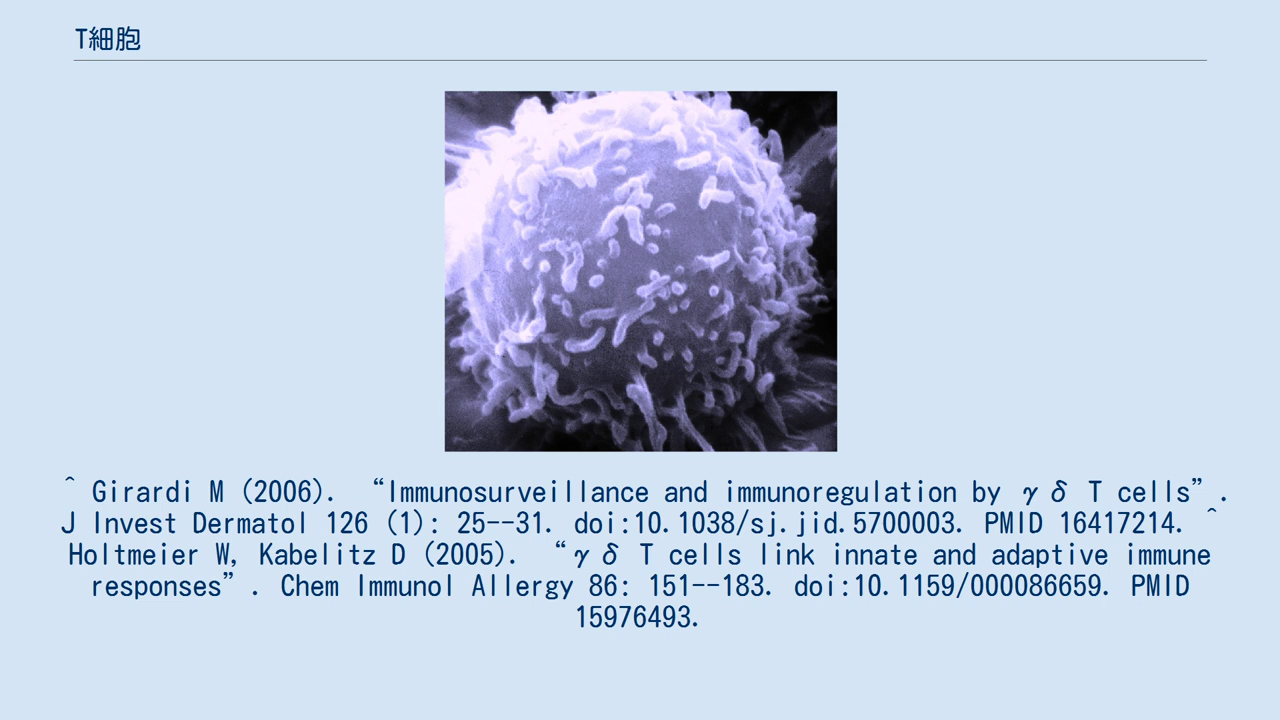 T細胞
^ Girardi M (2006). “Immunosurveillance and immunoregulation by γδ T cells”.
J Invest Dermatol 126 (1): 25--31. doi:10.1038/sj.jid.5700003. PMID 16417214. ^
Holtmeier W, Kabelitz D (2005). “γδ T cells link innate and adaptive immune
responses”. Chem Immunol Allergy 86: 151--183. doi:10.1159/000086659. PMID
15976493.